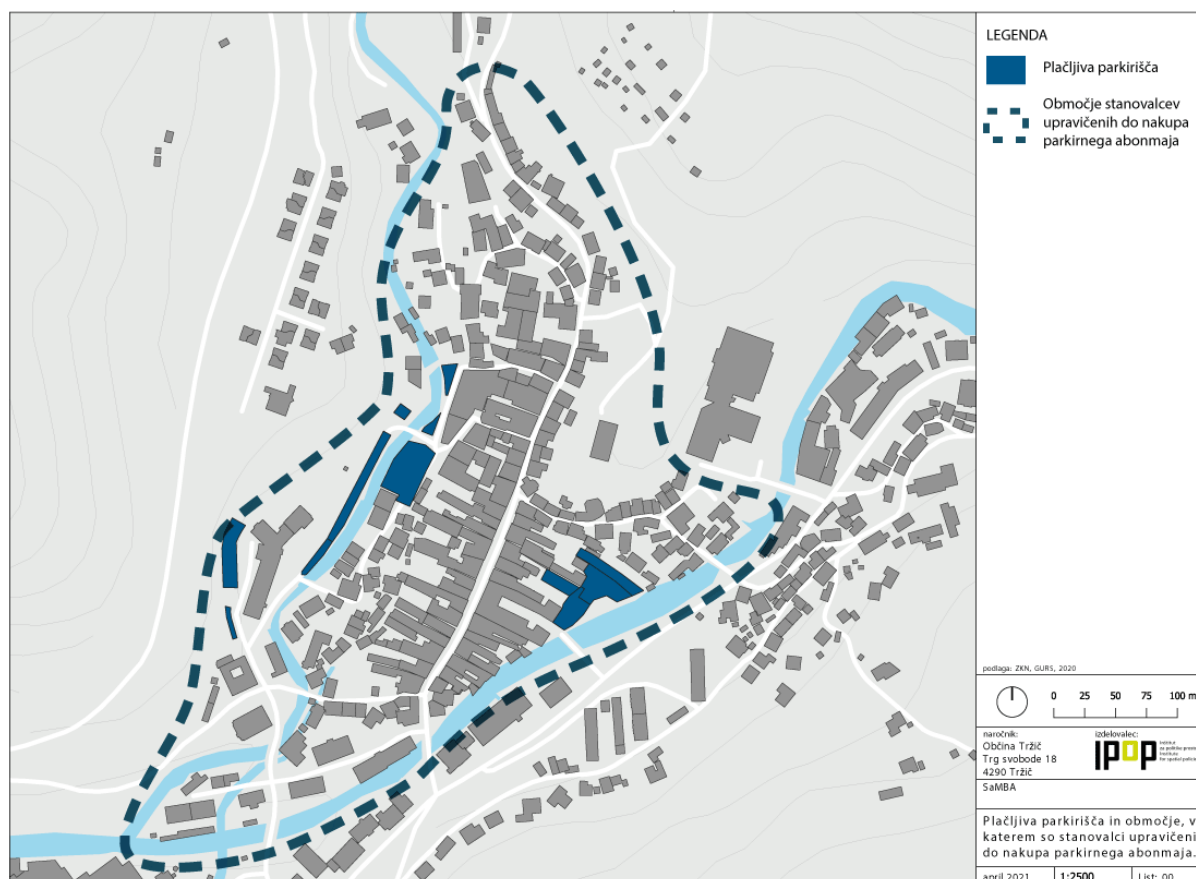 LEGENDA
Plačljiva parkirišča
Območje stanovalcev
upravičenih do nakupa
parkirnega abonmaja
podlaga: ZKN, GURS, 2020
0 25 50 75 100 m
naročnik:
Občina Tržič
Trg svobode 18
4290 Tržič
izdelovalec:
IPOP
SaMBA
Plačljiva parkirišča in območje, v
katerem so stanovalci upravičeni
do nakupa parkirnega abonmaja.
april 2021
1:2500
List: 00